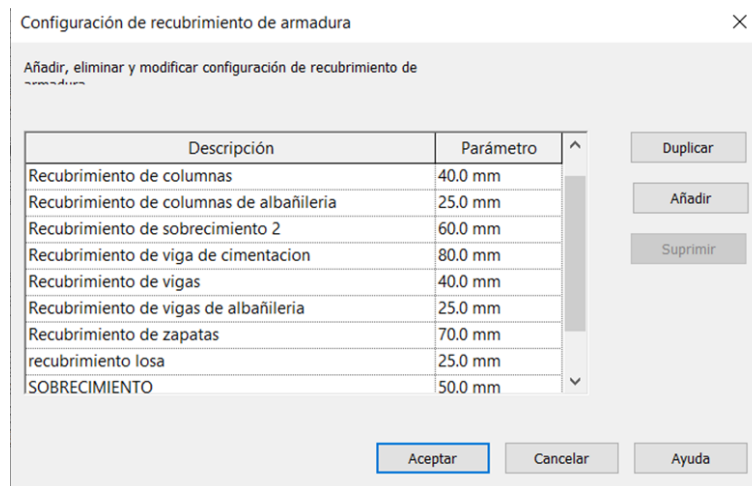 Configuración de recubrimiento de armadura
Añadir, eliminar y modificar configuración de recubrimiento de
armadura
Descripción Parámetro
Recubrimiento de columnas 40.0 mm
Recubrimiento de columnas de albañileria 25.0 mm
Recubrimiento de sobrecimiento 2 60.0 mm
Recubrimiento de viga de cimentacion 80.0 mm
Recubrimiento de vigas 40.0 mm
Recubrimiento de vigas de albañileria 25.0 mm
Recubrimiento de zapatas 70.0 mm
recubrimiento losa 25.0 mm
SOBRECIMIENTO 50.0 mm
Duplicar
Añadir
Suprimir
Aceptar Cancelar Ayuda